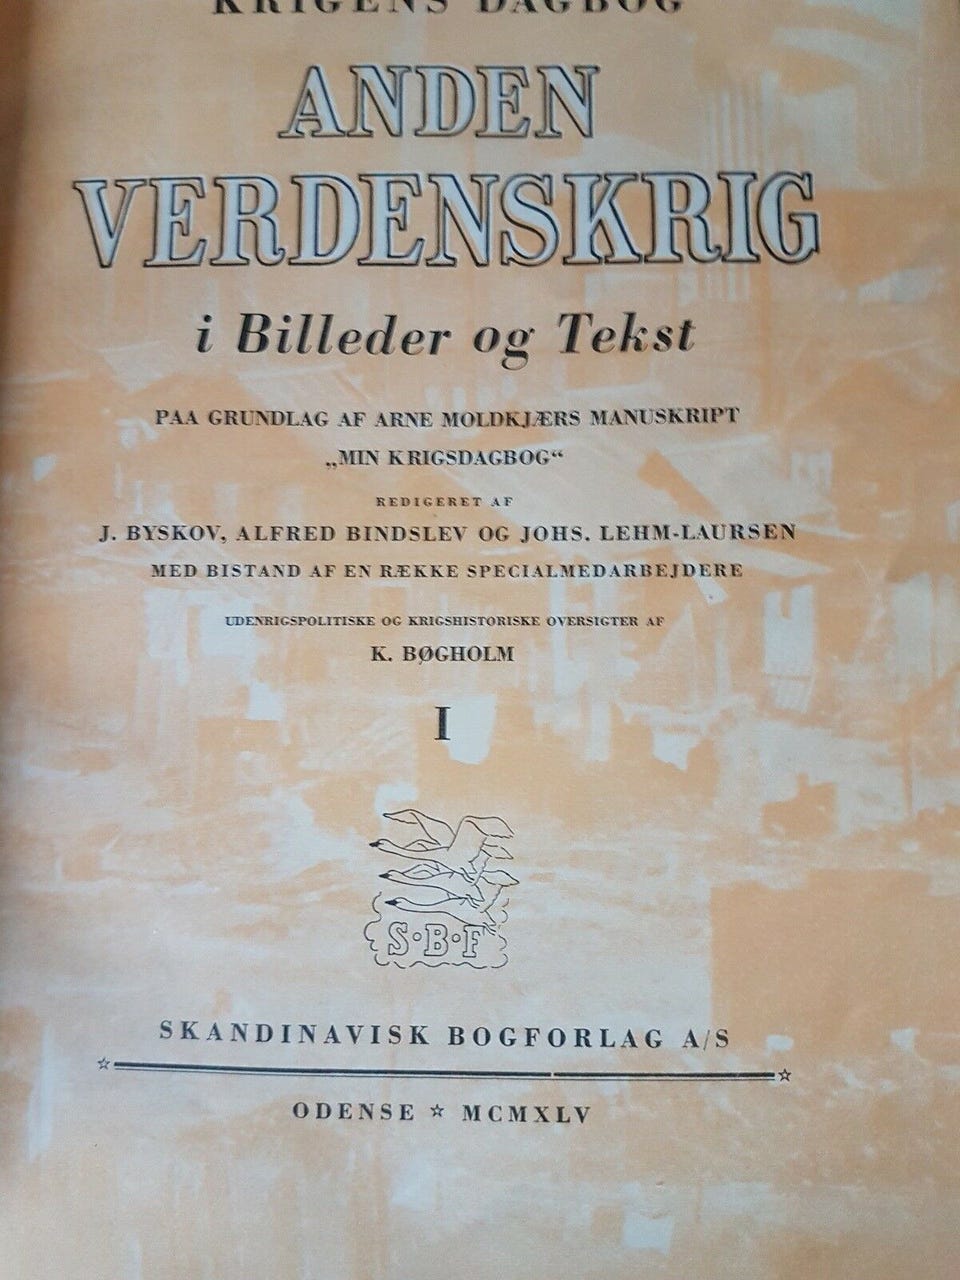 KRIGENS DAGBOG
ANDEN
VERDENSKRIG
i Billeder og Tekst
PAA GRUNDLAG AF ARNE MOLDKJÆRS MANUSKRIPT
„MIN KRIGSDAGBOG“
REDIGERET AF
J. BYSKOV, ALFRED BINDSLEV OG JOHS. LEHM-LAURSEN
MED BISTAND AF EN RÆKKE SPECIALMEDARBEJDERE
UDENRIGSPOLITISKE OG KRIGSHISTORISKE OVERSIGTER AF
K. BØGHOLM
I
S·B·F
SKANDINAVISK BOGFORLAG A/S
ODENSE ☆ MCMXLV